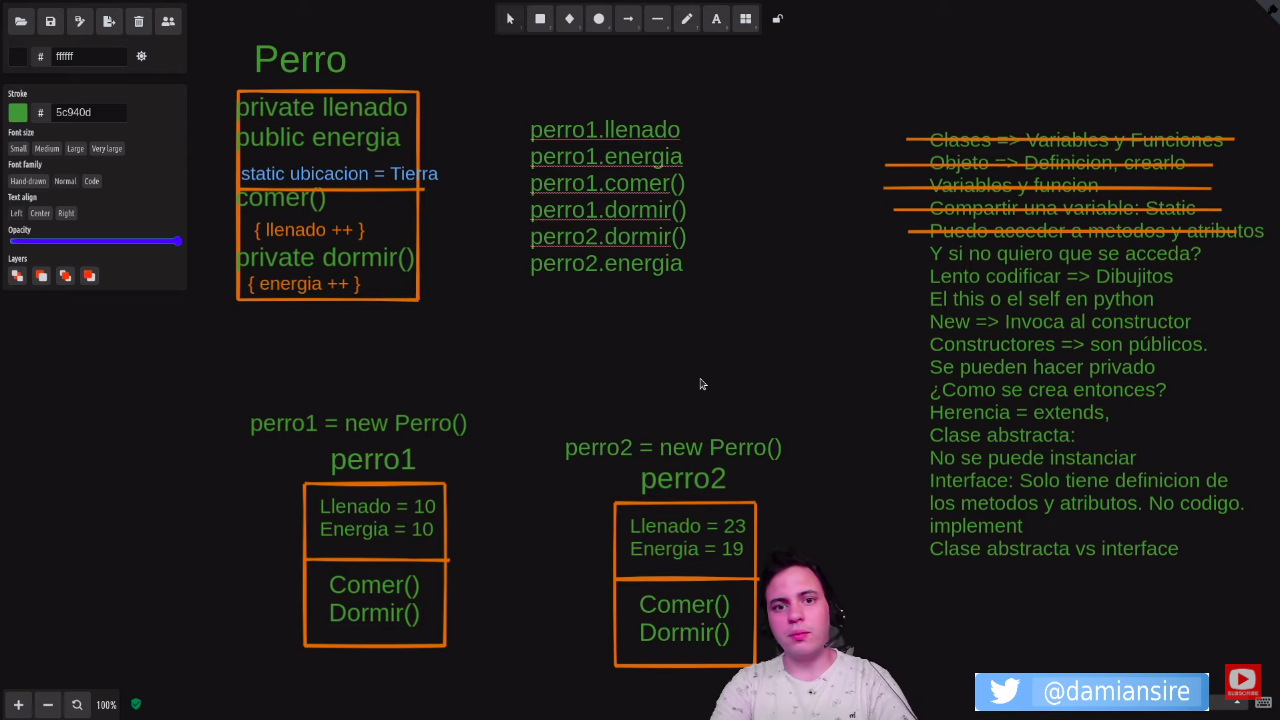 ffffff
Stroke
5c940d
Font size
Small Medium Large Very large
Font family
Hand-drawn Normal Code
Text align
Left Center Right
Opacity
Layers
100%
Perro
private llenado
public energia
static ubicacion = Tierra
comer()
{ llenado ++ }
private dormir()
{ energia ++ }
perro1.llenado
perro1.energia
perro1.comer()
perro1.dormir()
perro2.dormir()
perro2.energia
Clases => Variables y Funciones
Objeto => Definicion, crearlo
Variables y funcion
Compartir una variable: Static
Puedo acceder a metodos y atributos
Y si no quiero que se acceda?
Lento codificar => Dibujitos
El this o el self en python
New => Invoca al constructor
Constructores => son públicos.
Se pueden hacer privado
¿Como se crea entonces?
Herencia = extends,
Clase abstracta:
No se puede instanciar
Interface: Solo tiene definicion de
los metodos y atributos. No codigo.
implement
Clase abstracta vs interface
perro1 = new Perro()
perro1
Llenado = 10
Energia = 10
Comer()
Dormir()
perro2 = new Perro()
perro2
Llenado = 23
Energia = 19
Comer()
Dormir()
@damiansire
SUBSCRIBE